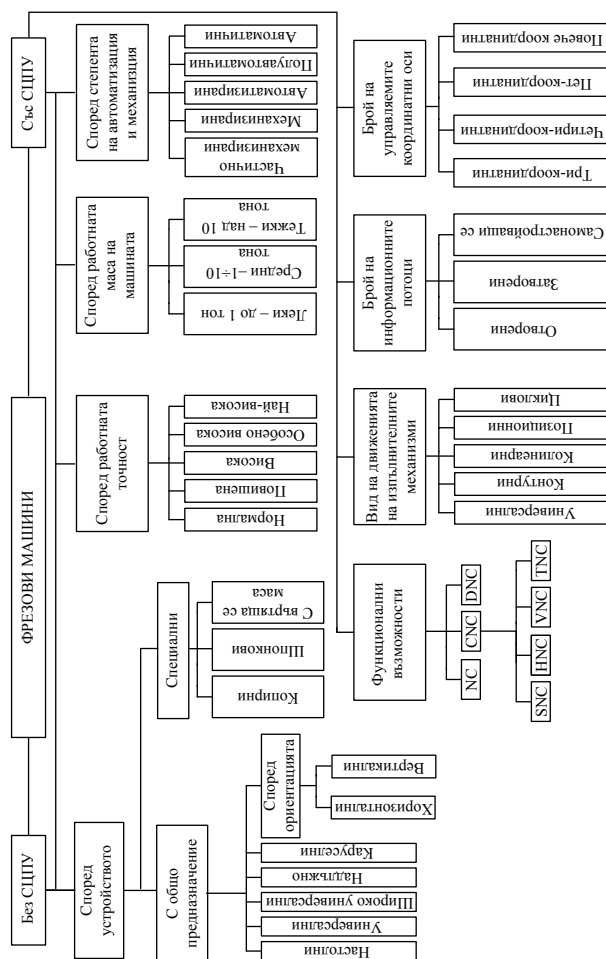 ФРЕЗОВИ МАШИНИ
Без СЦПУ
Със СЦПУ
Според
устройството
Според работната
точност
Според работната
маса на
машината
Според степента
на автоматизация
и механизация
С общо
предназначение
Специални
Настолни
Универсални
Широко универсални
Надлъжно
Каруселни
Според
ориентацията
Хоризонтални
Вертикални
Копирни
Шпонкови
С въртяща се
маса
Нормална
Повишена
Висока
Особено висока
Най-висока
Леки – до 1 тон
Средни –1÷10
тона
Тежки – над 10
тона
Частично
механизирани
Механизирани
Автоматизирани
Полуавтоматични
Автоматични
Функционални
възможности
Вид на движенията
на изпълнителните
механизми
Брой на
информационните
потоци
Брой на
управляемите
координатни оси
NC
CNC
DNC
SNC
HNC
VNC
TNC
Универсални
Контурни
Колинеарни
Позиционни
Циклови
Отворени
Затворени
Самонастройващи се
Три-координатни
Четири-координатни
Пет-координатни
Повече координатни